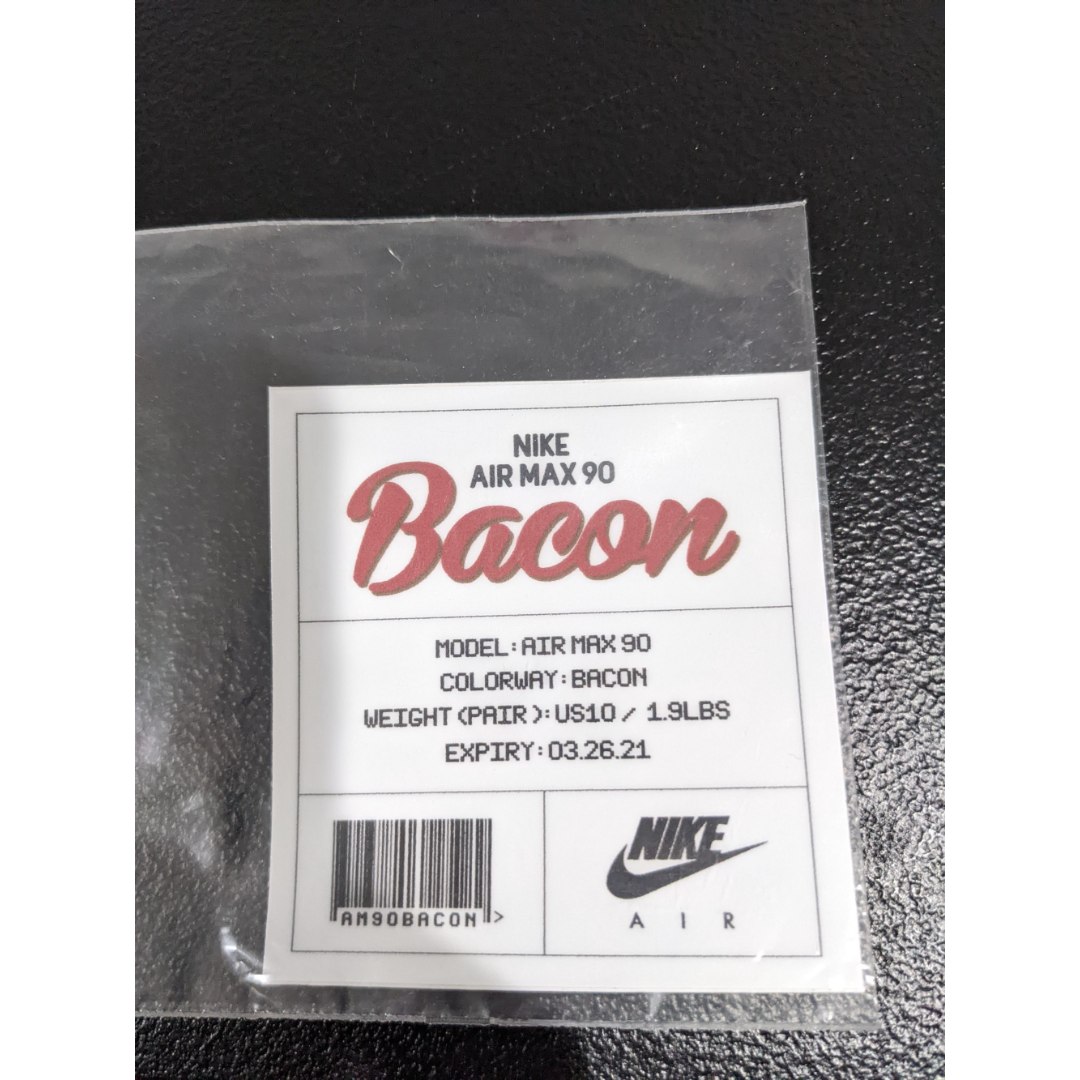 NIKE
AIR MAX 90
Bacon
MODEL:AIR MAX 90
COLORWAY:BACON
WEIGHT (PAIR):US10 / 1.9LBS
EXPIRY:03.26.21
AM90BACON >
NIKE
AIR